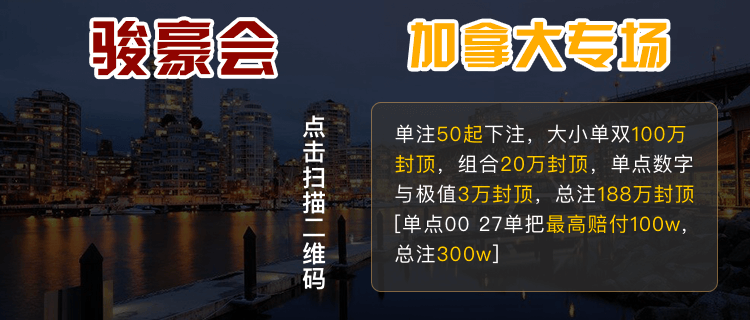 骏豪会
加拿大专场
点击扫描二维码
单注50起下注，大小单双100万
封顶，组合20万封顶，单点数字
与极值3万封顶，总注188万封顶
[单点00 27单把最高赔付100w，
总注300w]